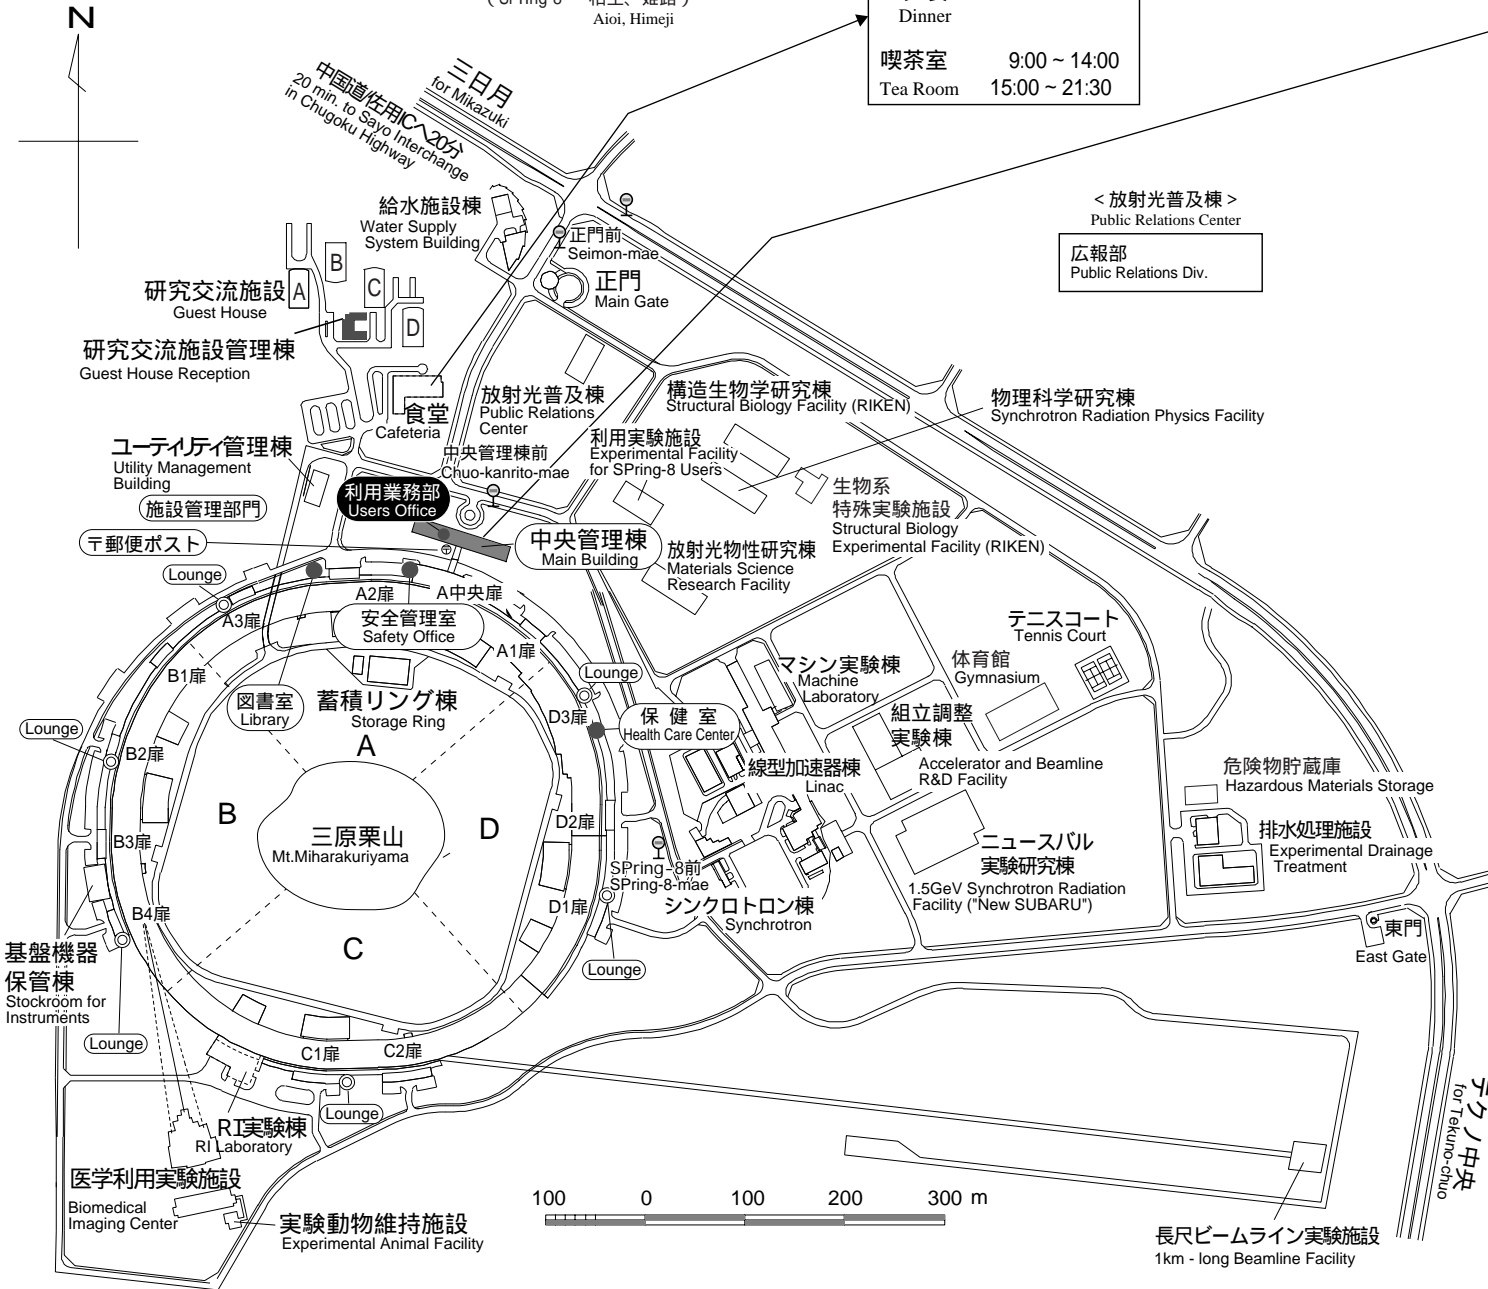 Aioi, Himeji
N
Dinner
喫茶室 9:00 ~ 14:00
Tea Room 15:00 ~ 21:30
三日月
for Mikazuki
中国道佐用ICへ20分
20 min. to Sayo Interchange
in Chugoku Highway
給水施設棟
Water Supply
System Building
正門前
Seimon-mae
正門
Main Gate
<放射光普及棟>
Public Relations Center
広報部
Public Relations Div.
B
研究交流施設 A
Guest House
C
D
研究交流施設管理棟
Guest House Reception
食堂
Cafeteria
放射光普及棟
Public Relations
Center
構造生物学研究棟
Structural Biology Facility (RIKEN)
物理科学研究棟
Synchrotron Radiation Physics Facility
ユーティリティ管理棟
Utility Management
Building
施設管理部門
中央管理棟前
Chuo-kanrito-mae
利用実験施設
Experimental Facility
for SPring-8 Users
利用業務部
Users Office
生物系
特殊実験施設
Structural Biology
Experimental Facility (RIKEN)
〒郵便ポスト
中央管理棟
Main Building
放射光物性研究棟
Materials Science
Research Facility
Lounge
A3扉
A2扉
A中央扉
安全管理室
Safety Office
A1扉
Lounge
テニスコート
Tennis Court
体育館
Gymnasium
マシン実験棟
Machine
Laboratory
B1扉
図書室
Library
蓄積リング棟
Storage Ring
A
D3扉
保健室
Health Care Center
組立調整
実験棟
Accelerator and Beamline
R&D Facility
Lounge
B2扉
線型加速器棟
Linac
危険物貯蔵庫
Hazardous Materials Storage
B
D
三原栗山
Mt.Miharakuriyama
B3扉
D2扉
排水処理施設
Experimental Drainage
Treatment
ニュースバル
実験研究棟
1.5GeV Synchrotron Radiation
Facility ("New SUBARU")
SPring-8前
SPring-8-mae
シンクロトロン棟
Synchrotron
B4扉
D1扉
C
東門
East Gate
基盤機器
保管棟
Stockroom for
Instruments
Lounge
Lounge
C1扉
C2扉
Lounge
RI実験棟
RI Laboratory
医学利用実験施設
Biomedical
Imaging Center
実験動物維持施設
Experimental Animal Facility
100 0 100 200 300 m
テクノ中央
for Tekuno-chuo
長尺ビームライン実験施設
1km - long Beamline Facility